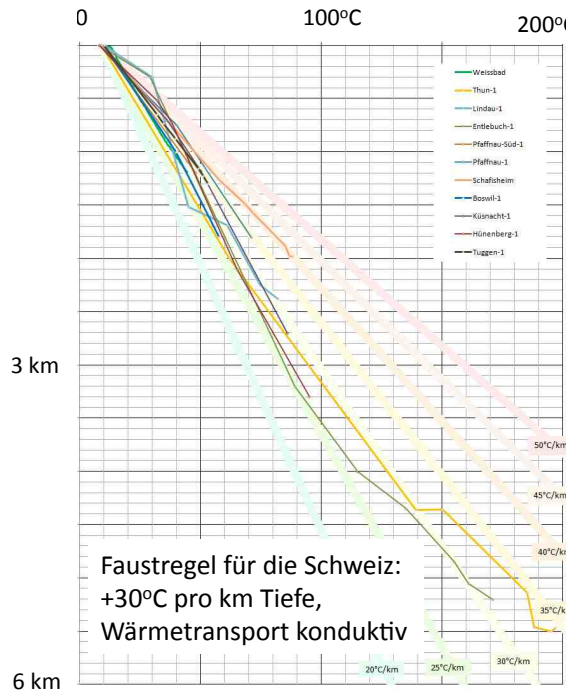 0
100°C
200°C
Weissbad
Thun-1
Lindau-1
Entlebuch-1
Pfaffnau-Süd-1
Pfaffnau-1
Schafisheim
Boswil-1
Küsnacht-1
Hünenberg-1
Tuggen-1
3 km
50°C/km
45°C/km
40°C/km
35°C/k
30°C/km
25°C/km
20°C/km
Faustregel für die Schweiz:
+30°C pro km Tiefe,
Wärmetransport konduktiv
6 km